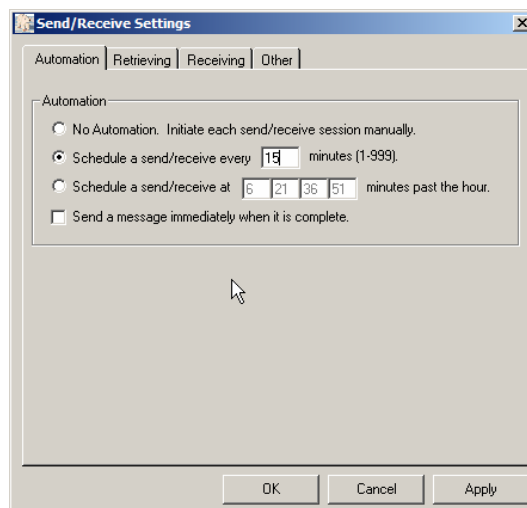 Send/Receive Settings
Automation Retrieving Receiving Other
Automation
No Automation. Initiate each send/receive session manually.
Schedule a send/receive every 15 minutes (1-999).
Schedule a send/receive at 6 21 36 51 minutes past the hour.
Send a message immediately when it is complete.
OK Cancel Apply